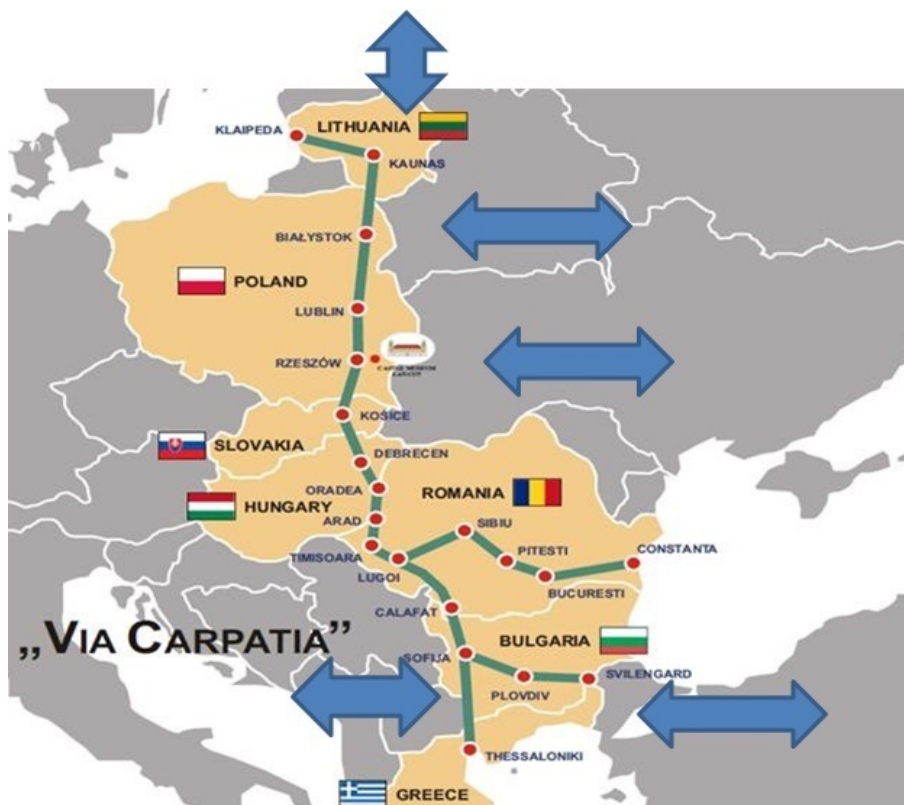 LITHUANIA
KLAIPEDA
KAUNAS
BIAŁYSTOK
POLAND
LUBLIN
RZESZÓW
KOŠICE
SLOVAKIA
DEBRECEN
ORADEA
ROMANIA
HUNGARY
ARAD
SIBIU
TIMISOARA
PITESTI
CONSTANTA
LUGOI
BUCURESTI
CALAFAT
„VIA CARPATIA”
BULGARIA
SOFIJA
SVILENGARD
PLOVDIV
THESSALONIKI
GREECE